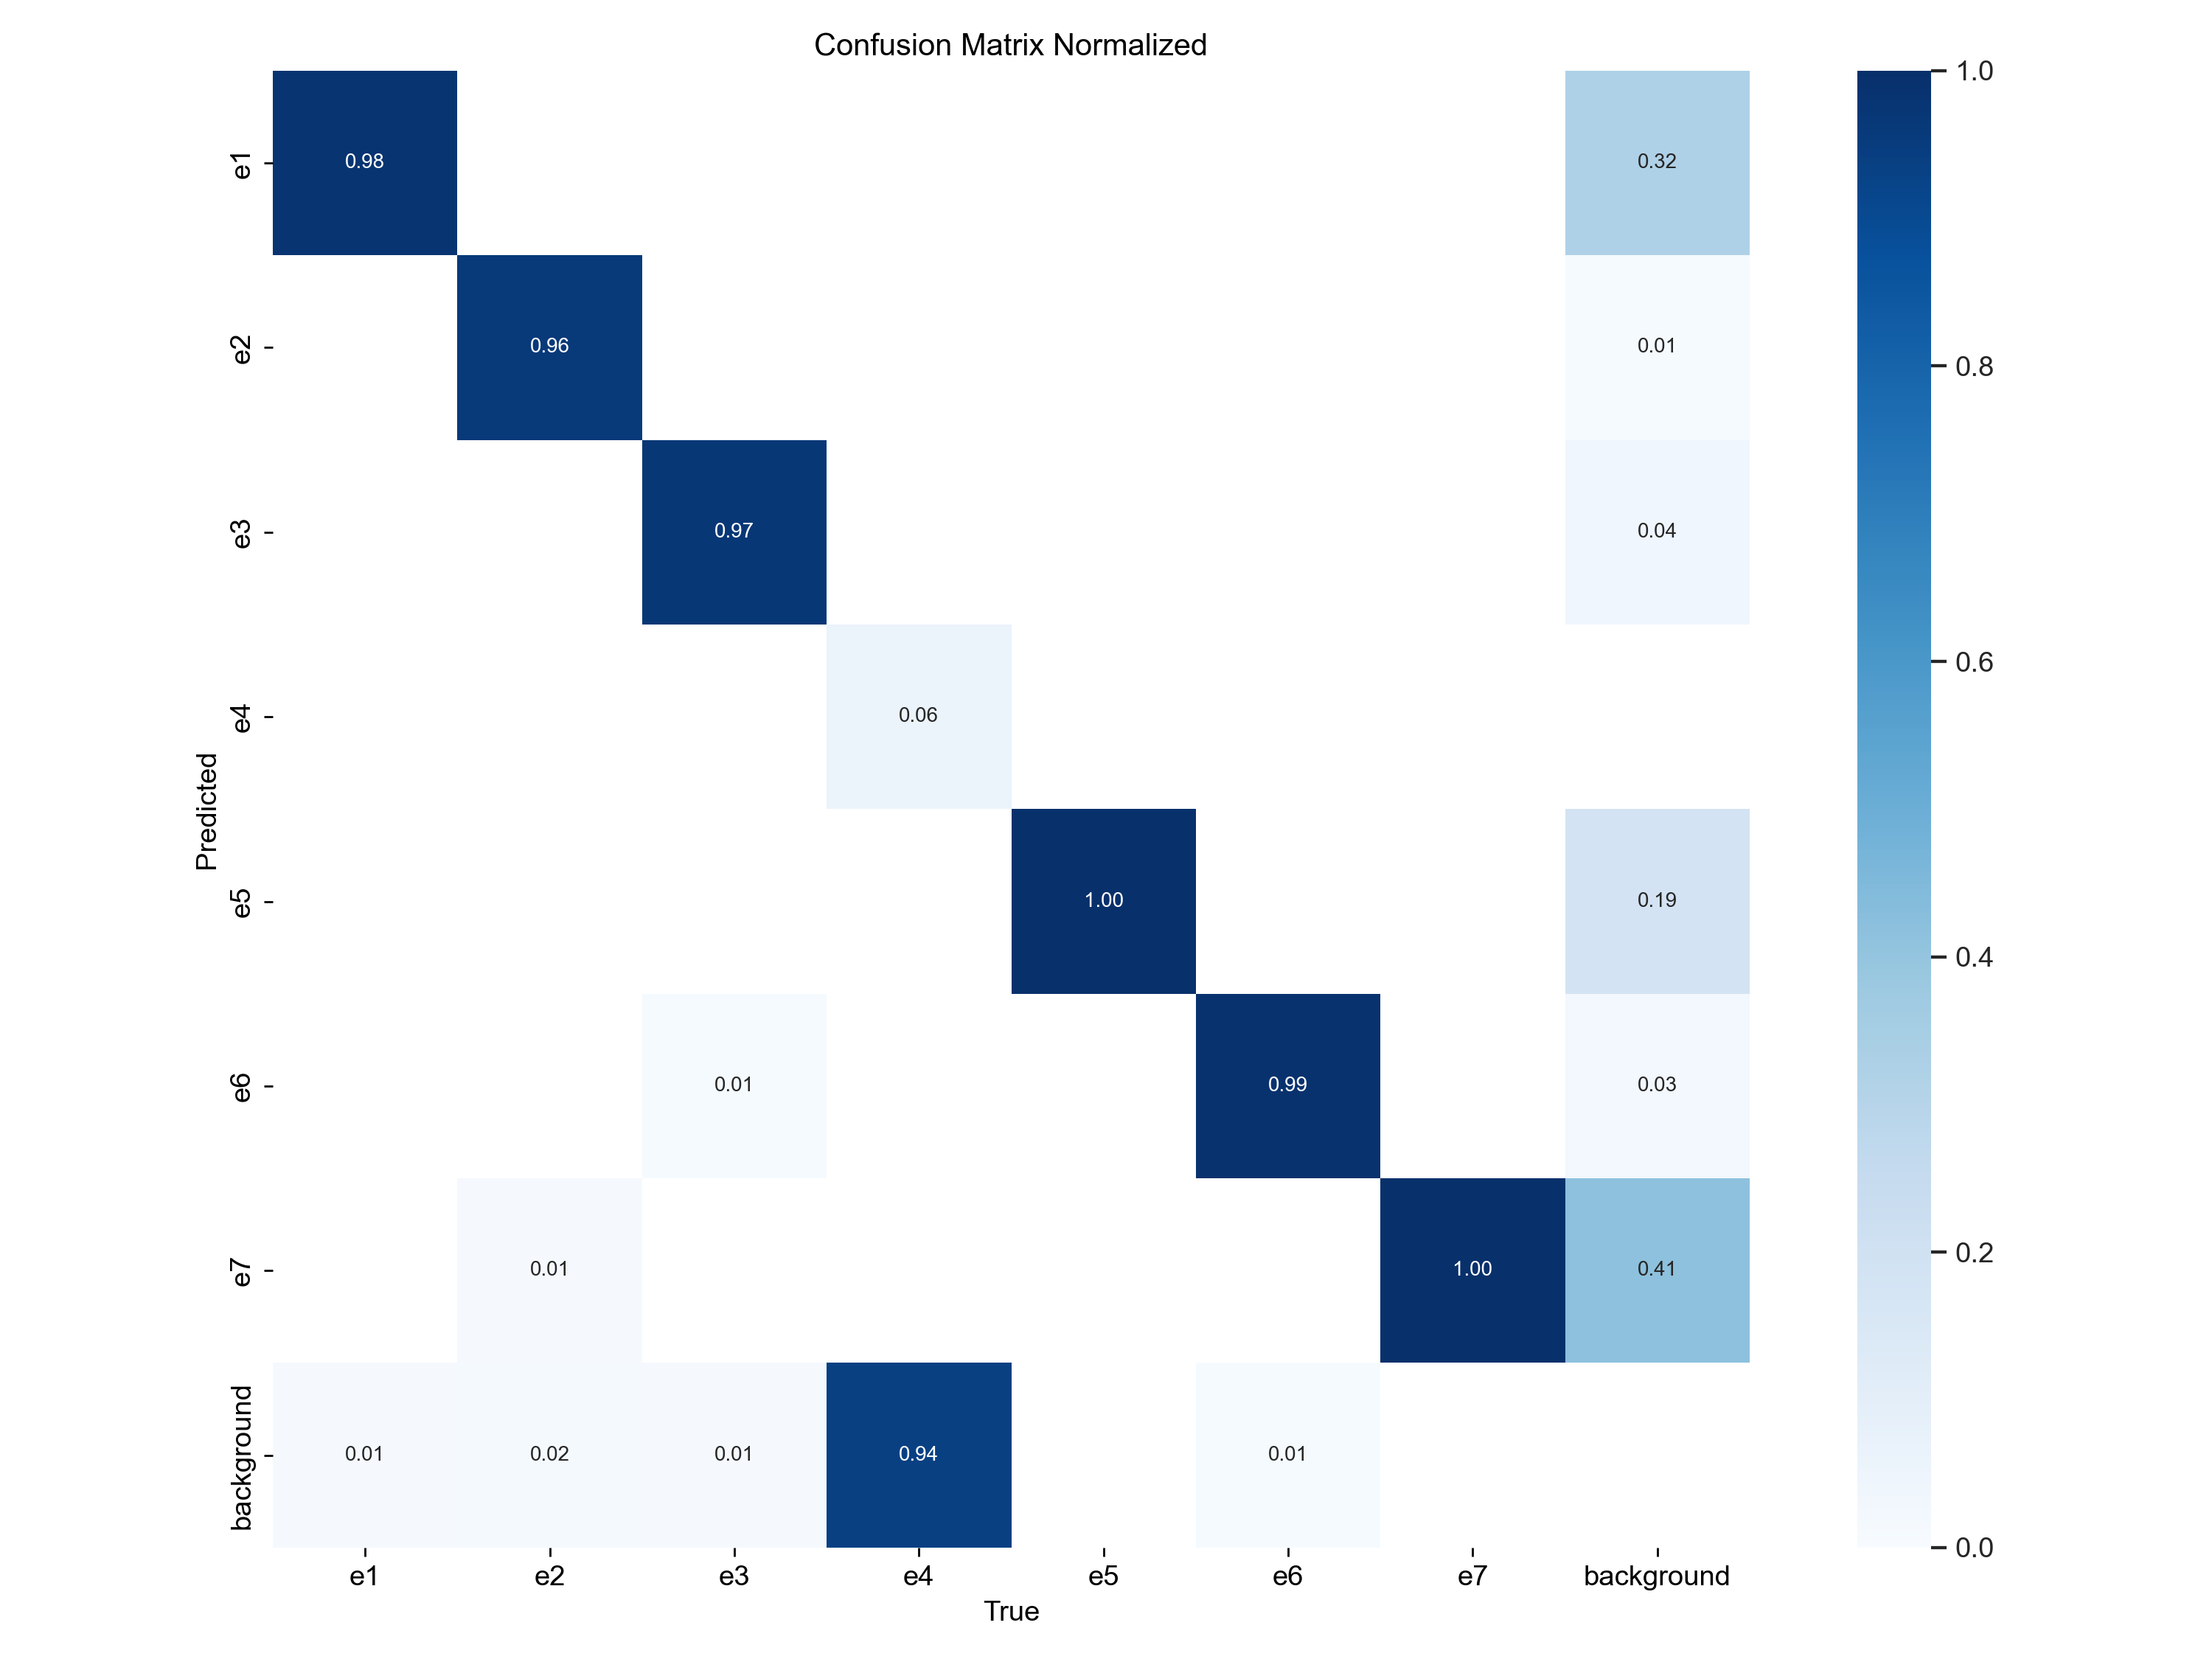 Confusion Matrix Normalized
e1
0.98
0.32
1.0
e2
0.96
0.01
0.8
e3
0.97
0.04
0.6
e4
0.06
Predicted
e5
1.00
0.19
0.4
e6
0.01
0.99
0.03
e7
0.01
1.00
0.41
0.2
background
0.01
0.02
0.01
0.94
0.01
0.0
e1
e2
e3
e4
e5
e6
e7
background
True